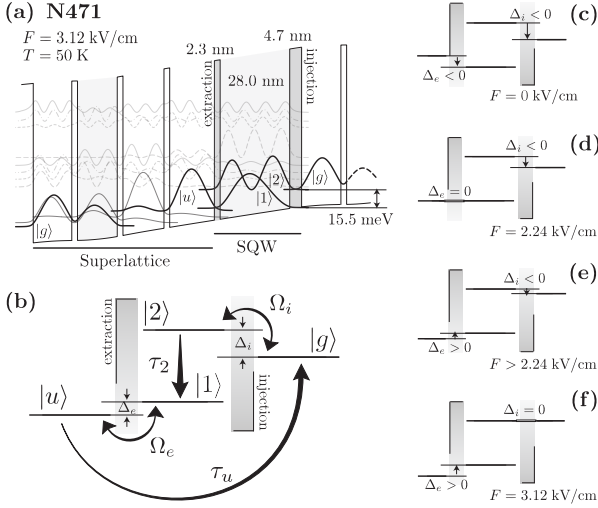 (a) N471
F = 3.12 kV/cm
T = 50 K
2.3 nm
4.7 nm
extraction
28.0 nm
injection
|g⟩
|u⟩
|2⟩
|1⟩
|g⟩
15.5 meV
Superlattice
SQW
(b)
extraction
|2⟩
Ω_i
Δ_i
|g⟩
τ_2
|1⟩
|u⟩
Δ_e
injection
Ω_e
τ_u
(c)
Δ_i < 0
Δ_e < 0
F = 0 kV/cm
(d)
Δ_i < 0
Δ_e = 0
F = 2.24 kV/cm
(e)
Δ_i < 0
Δ_e > 0
F > 2.24 kV/cm
(f)
Δ_i = 0
Δ_e > 0
F = 3.12 kV/cm